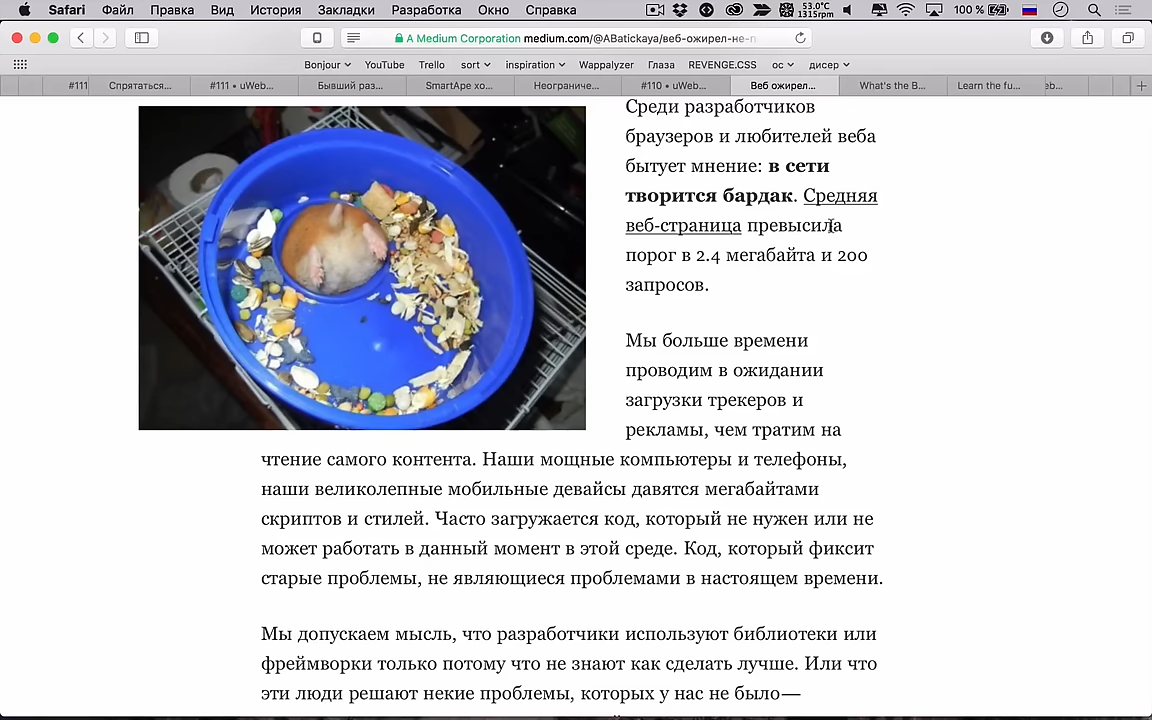 Safari Файл Правка Вид История Закладки Разработка Окно Справка 53.0°C 1315rpm 100 %
A Medium Corporation medium.com/@ABatickaya/веб-ожирел-не-п
Bonjour YouTube Trello sort inspiration Wappalyzer Глаза REVENGE.CSS ос дисер
#111 Спрятаться... #111 • uWeb... Бывший раз... SmartApe хо... Неограниче... #110 • uWeb... Веб ожирел... What's the B... Learn the fu... eb...
Среди разработчиков
браузеров и любителей веба
бытует мнение: в сети
творится бардак. Средняя
веб-страница превысила
порог в 2.4 мегабайта и 200
запросов.
Мы больше времени
проводим в ожидании
загрузки трекеров и
рекламы, чем тратим на
чтение самого контента. Наши мощные компьютеры и телефоны,
наши великолепные мобильные девайсы давятся мегабайтами
скриптов и стилей. Часто загружается код, который не нужен или не
может работать в данный момент в этой среде. Код, который фиксит
старые проблемы, не являющиеся проблемами в настоящем времени.
Мы допускаем мысль, что разработчики используют библиотеки или
фреймворки только потому что не знают как сделать лучше. Или что
эти люди решают некие проблемы, которых у нас не было—